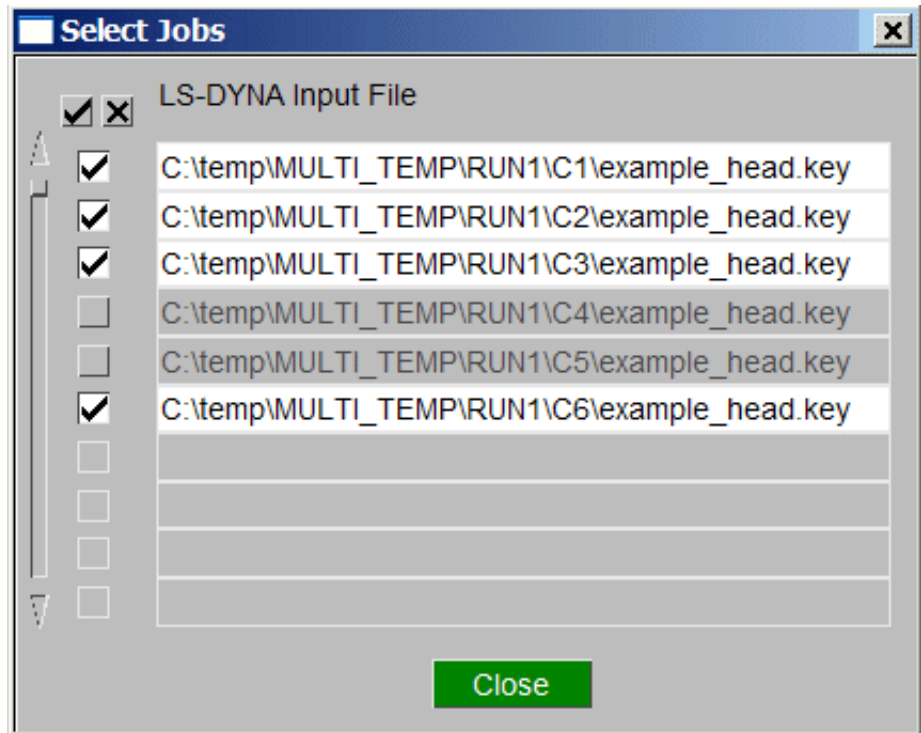 Select Jobs
LS-DYNA Input File
C:\temp\MULTI_TEMP\RUN1\C1\example_head.key
C:\temp\MULTI_TEMP\RUN1\C2\example_head.key
C:\temp\MULTI_TEMP\RUN1\C3\example_head.key
C:\temp\MULTI_TEMP\RUN1\C4\example_head.key
C:\temp\MULTI_TEMP\RUN1\C5\example_head.key
C:\temp\MULTI_TEMP\RUN1\C6\example_head.key
Close